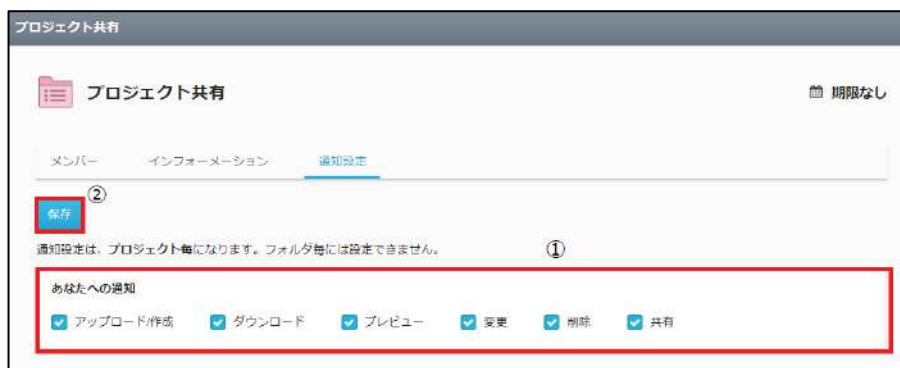 プロジェクト共有
プロジェクト共有
期限なし
メンバー インフォーメーション 通知設定
②
保存
通知設定は、プロジェクト毎になります。フォルダ毎には設定できません。
①
あなたへの通知
アップロード/作成 ダウンロード プレビュー 変更 削除 共有